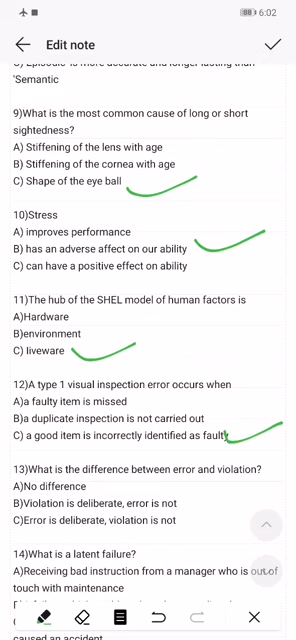 6:02
Edit note
'Semantic
9)What is the most common cause of long or short
sightedness?
A) Stiffening of the lens with age
B) Stiffening of the cornea with age
C) Shape of the eye ball
10)Stress
A) improves performance
B) has an adverse affect on our ability
C) can have a positive effect on ability
11)The hub of the SHEL model of human factors is
A)Hardware
B)environment
C) liveware
12)A type 1 visual inspection error occurs when
A)a faulty item is missed
B)a duplicate inspection is not carried out
C) a good item is incorrectly identified as faulty
13)What is the difference between error and violation?
A)No difference
B)Violation is deliberate, error is not
C)Error is deliberate, violation is not
14)What is a latent failure?
A)Receiving bad instruction from a manager who is out of
touch with maintenance
caused an accident